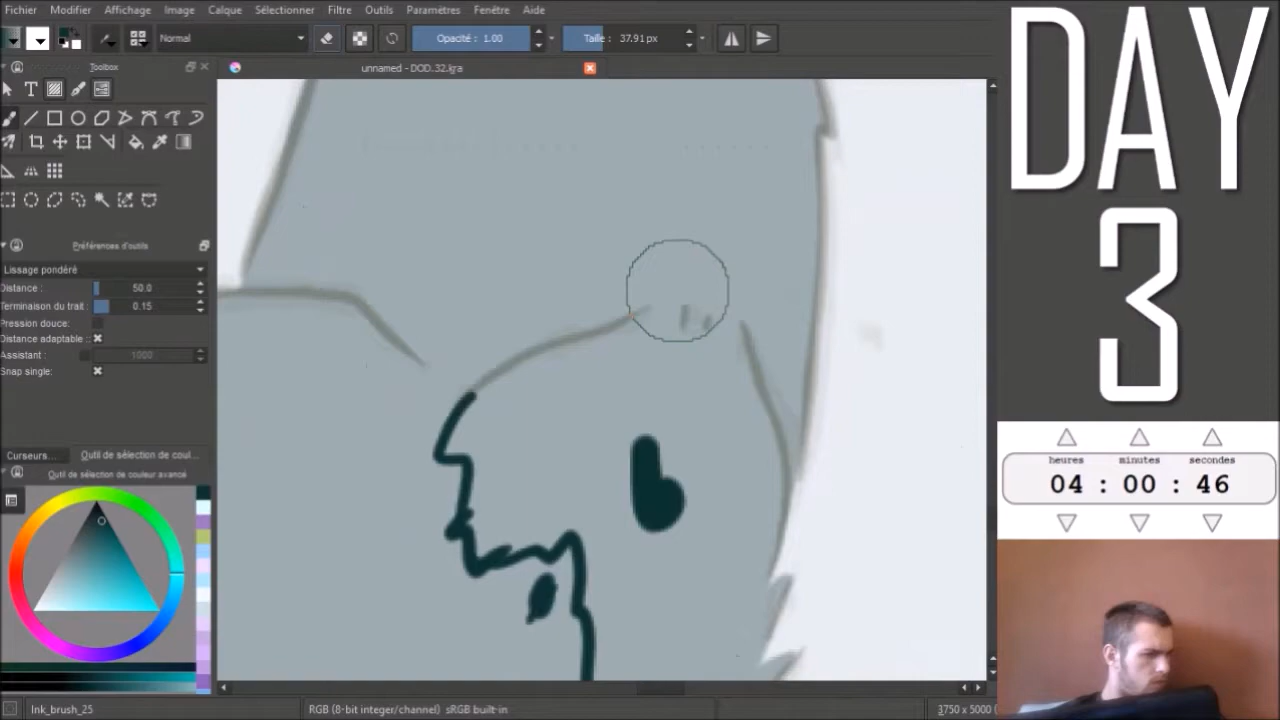 Fichier Modifier Affichage Image Calque Sélectionner Filtre Outils Paramètres Fenêtre Aide
Normal Opacité : 1.00 Taille : 37.91 px
Toolbox unnamed - DOD.32.kra
Préférences d'outils
Lissage pondéré
Distance : 50.0
Terminaison du trait : 0.15
Pression douce:
Distance adaptable :
Assistant : 1000
Snap single:
Curseurs... Outil de sélection de coul...
Outil de sélection de couleur avancé
Ink_brush_25 RGB (8-bit integer/channel) sRGB built-in 3750 x 5000 (
DAY
3
heures minutes secondes
04 : 00 : 46